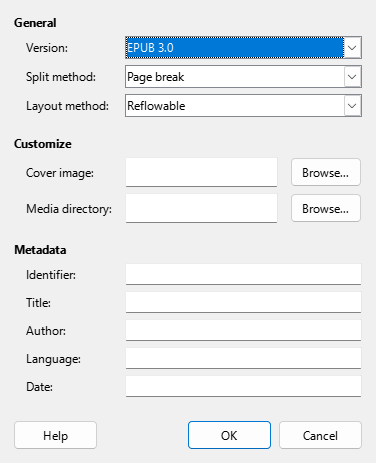 General
Version: EPUB 3.0
Split method: Page break
Layout method: Reflowable
Customize
Cover image: Browse...
Media directory: Browse...
Metadata
Identifier:
Title:
Author:
Language:
Date:
Help OK Cancel